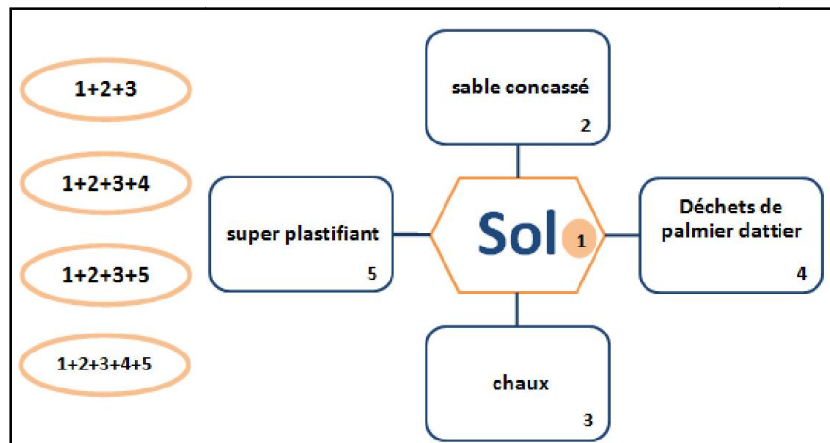 1+2+3
1+2+3+4
1+2+3+5
1+2+3+4+5
sable concassé
2
super plastifiant
5
Sol 1
Déchets de
palmier dattier
4
chaux
3